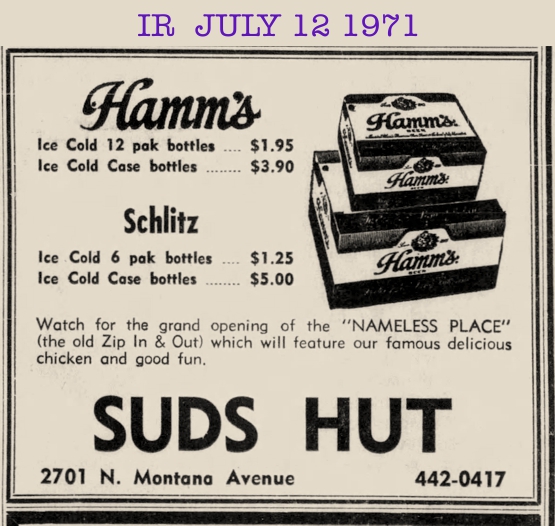 IR JULY 12 1971
Hamm's
Ice Cold 12 pak bottles .... $1.95
Ice Cold Case bottles ....... $3.90
Schlitz
Ice Cold 6 pak bottles .... $1.25
Ice Cold Case bottles ....... $5.00
Hamm's
BEER
Hamm's
Hamm's
BEER
Watch for the grand opening of the "NAMELESS PLACE"
(the old Zip In & Out) which will feature our famous delicious
chicken and good fun.
SUDS HUT
2701 N. Montana Avenue 442-0417